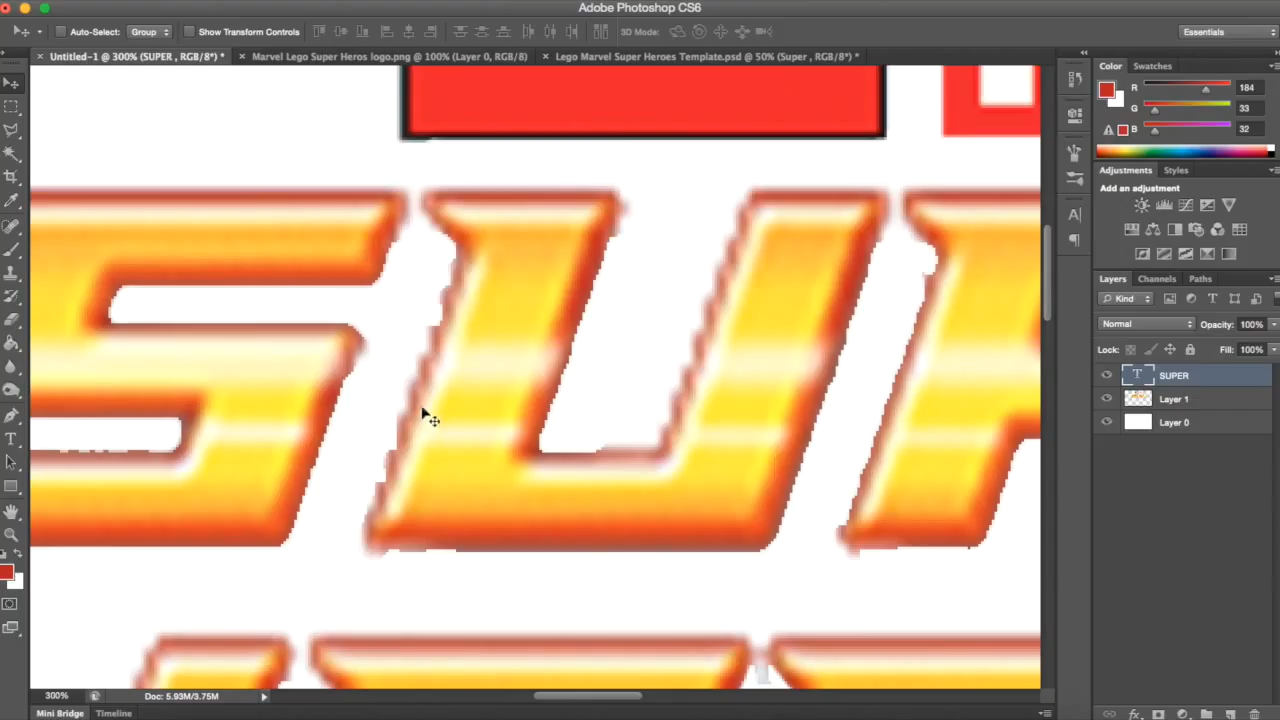 Adobe Photoshop CS6
Auto-Select: Group Show Transform Controls 3D Mode: Essentials
Untitled-1 @ 300% (SUPER , RGB/8*) * Marvel Lego Super Heros logo.png @ 100% (Layer 0, RGB/8) Lego Marvel Super Heroes Template.psd @ 50% (Super , RGB/8*) *
Color Swatches
R 184
G 33
B 32
Adjustments Styles
Add an adjustment
Layers Channels Paths
Kind
Normal Opacity: 100%
Lock: Fill: 100%
T SUPER
Layer 1
Layer 0
SU
300% Doc: 5.93M/3.75M
Mini Bridge Timeline